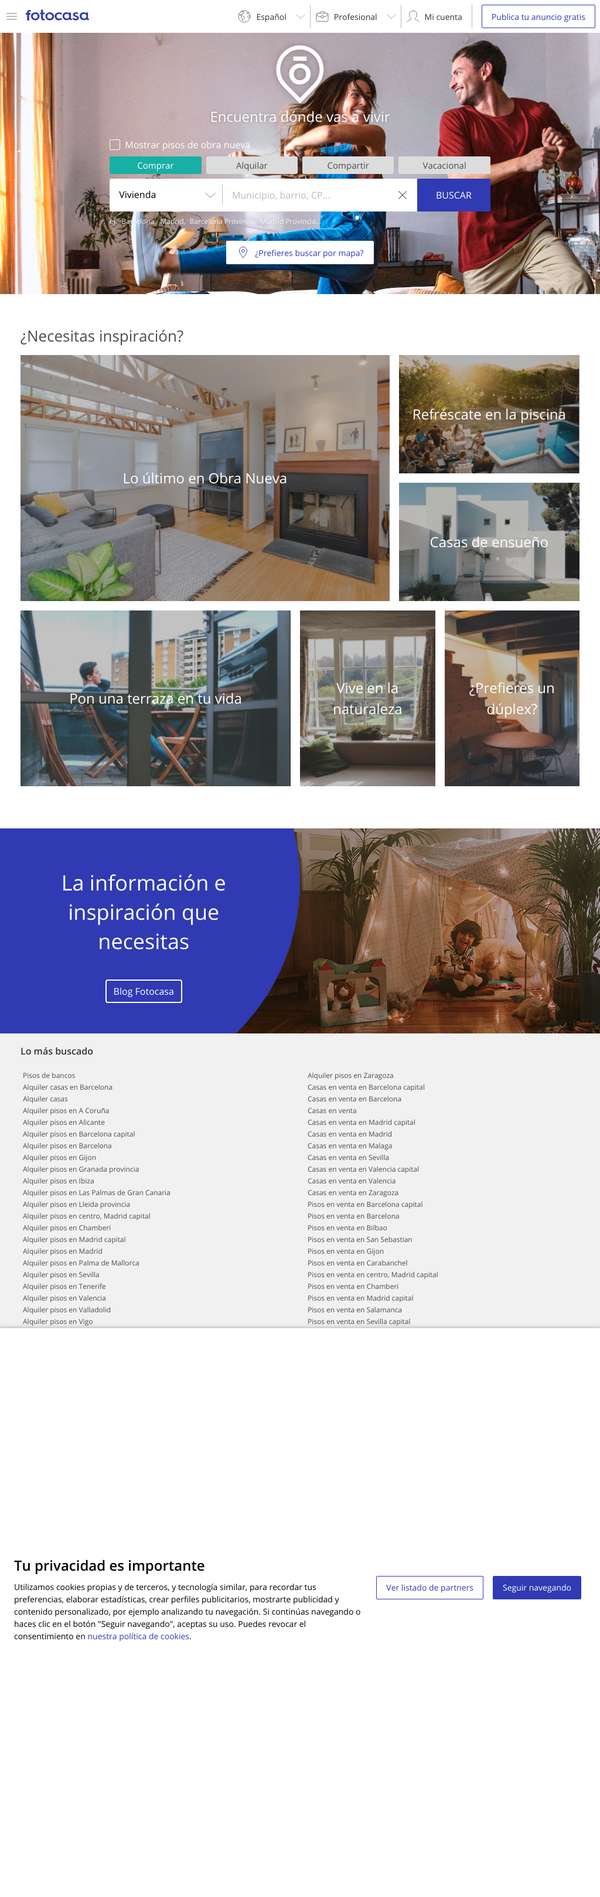 fotocasa
Español
Profesional
Mi cuenta
Publica tu anuncio gratis
Encuentra dónde vas a vivir
Mostrar pisos de obra nueva
Comprar
Alquilar
Compartir
Vacacional
Vivienda
Municipio, barrio, CP...
BUSCAR
Ej: Barcelona, Madrid, Barcelona Provincia, Madrid Provincia...
¿Prefieres buscar por mapa?
¿Necesitas inspiración?
Lo último en Obra Nueva
Refréscate en la piscina
Casas de ensueño
Pon una terraza en tu vida
Vive en la
naturaleza
¿Prefieres un
dúplex?
La información e
inspiración que
necesitas
Blog Fotocasa
Lo más buscado
Pisos de bancos
Alquiler casas en Barcelona
Alquiler casas
Alquiler pisos en A Coruña
Alquiler pisos en Alicante
Alquiler pisos en Barcelona capital
Alquiler pisos en Barcelona
Alquiler pisos en Gijon
Alquiler pisos en Granada provincia
Alquiler pisos en Ibiza
Alquiler pisos en Las Palmas de Gran Canaria
Alquiler pisos en Lleida provincia
Alquiler pisos en centro, Madrid capital
Alquiler pisos en Chamberi
Alquiler pisos en Madrid capital
Alquiler pisos en Madrid
Alquiler pisos en Palma de Mallorca
Alquiler pisos en Sevilla
Alquiler pisos en Tenerife
Alquiler pisos en Valencia
Alquiler pisos en Valladolid
Alquiler pisos en Vigo
Alquiler pisos en Zaragoza
Casas en venta en Barcelona capital
Casas en venta en Barcelona
Casas en venta
Casas en venta en Madrid capital
Casas en venta en Madrid
Casas en venta en Malaga
Casas en venta en Sevilla
Casas en venta en Valencia capital
Casas en venta en Valencia
Casas en venta en Zaragoza
Pisos en venta en Barcelona capital
Pisos en venta en Barcelona
Pisos en venta en Bilbao
Pisos en venta en San Sebastian
Pisos en venta en Gijon
Pisos en venta en Carabanchel
Pisos en venta en centro, Madrid capital
Pisos en venta en Chamberi
Pisos en venta en Madrid capital
Pisos en venta en Salamanca
Pisos en venta en Sevilla capital
Tu privacidad es importante
Utilizamos cookies propias y de terceros, y tecnología similar, para recordar tus
preferencias, elaborar estadísticas, crear perfiles publicitarios, mostrarte publicidad y
contenido personalizado, por ejemplo analizando tu navegación. Si continúas navegando o
haces clic en el botón "Seguir navegando", aceptas su uso. Puedes revocar el
consentimiento en nuestra política de cookies.
Ver listado de partners
Seguir navegando